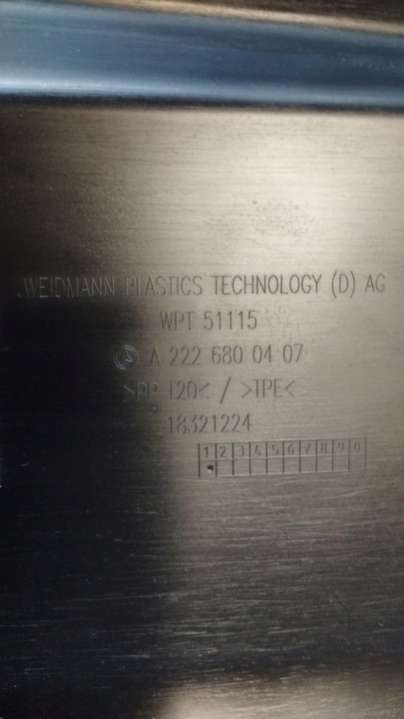 WEIDMANN PLASTICS TECHNOLOGY (D) AG
WPT 51115
A 222 680 04 07
>PP T20< / >TPE<
18321224
1 2 3 4 5 6 7 8 9 0